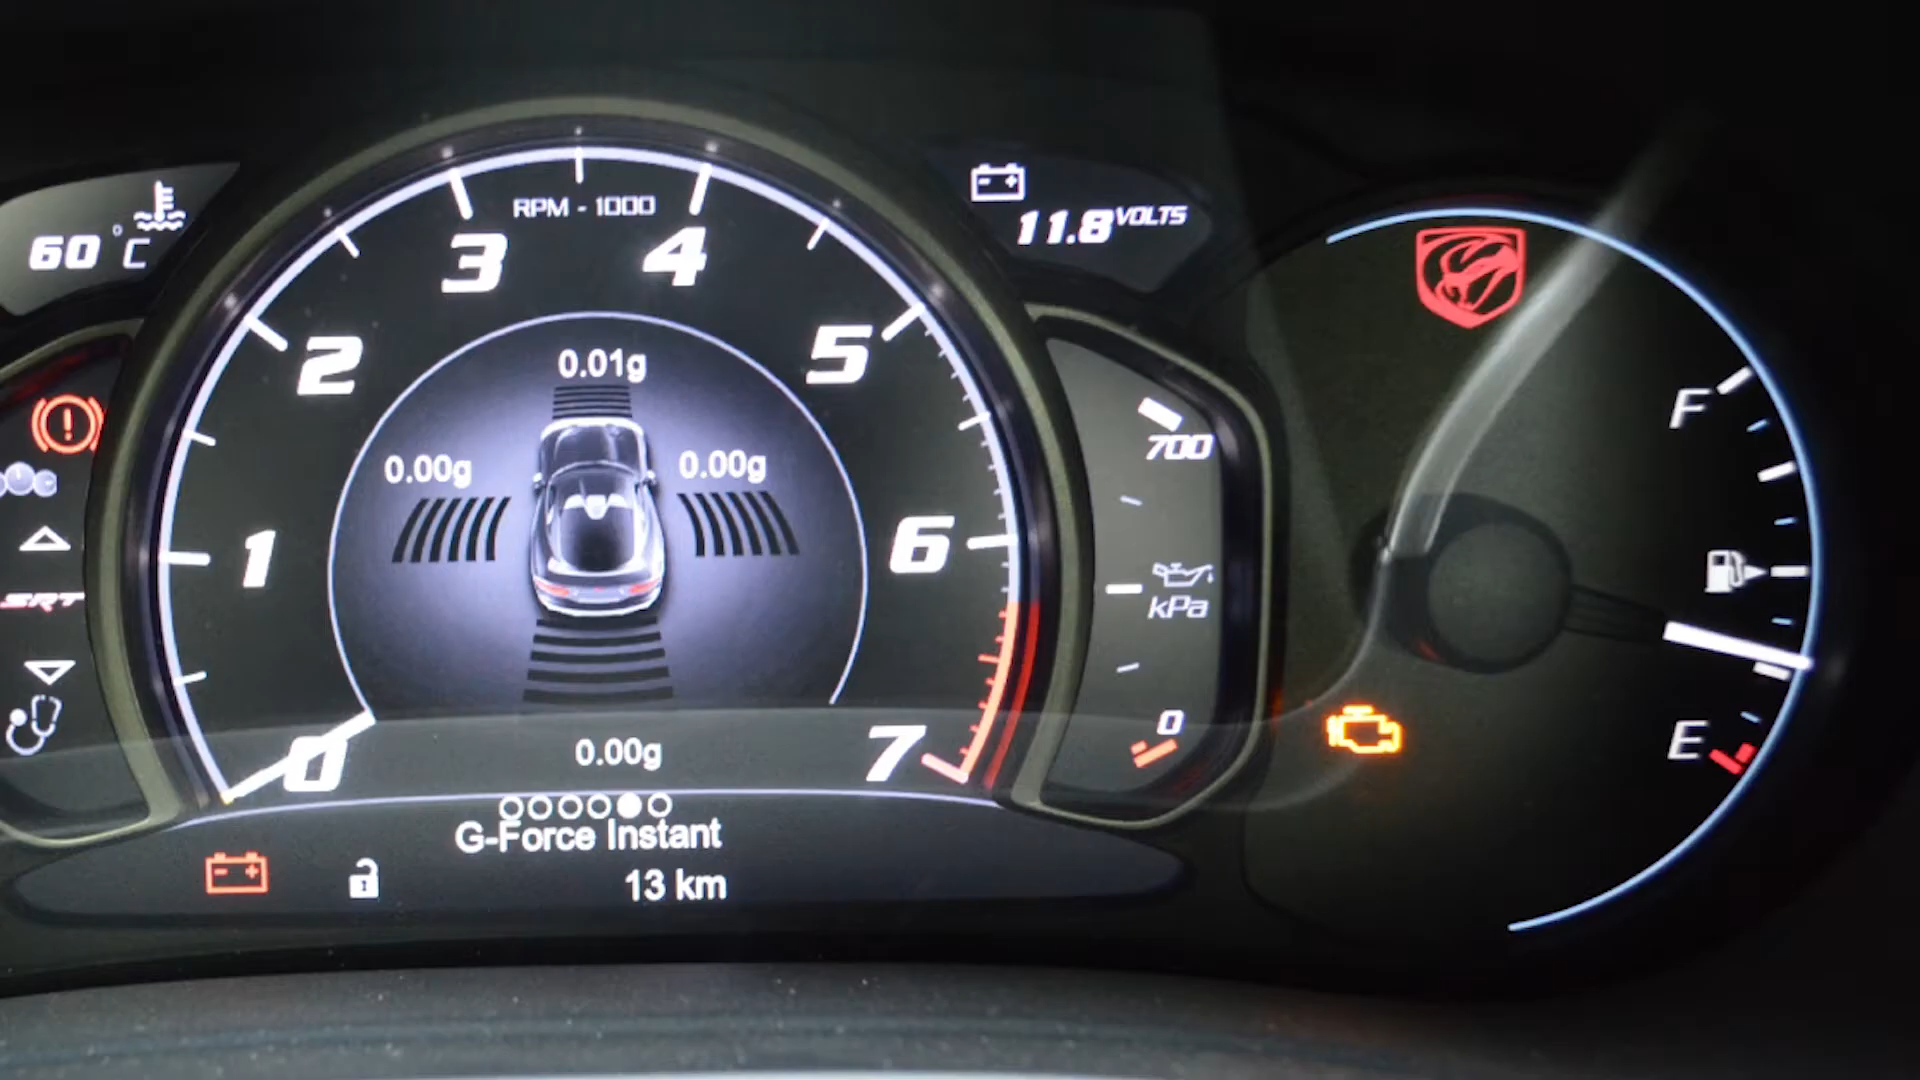 60 °C
RPM - 1000
11.8 VOLTS
0
1
2
3
4
5
6
7
0.01g
0.00g
0.00g
0.00g
SRT
700
kPa
0
F
E
G-Force Instant
13 km